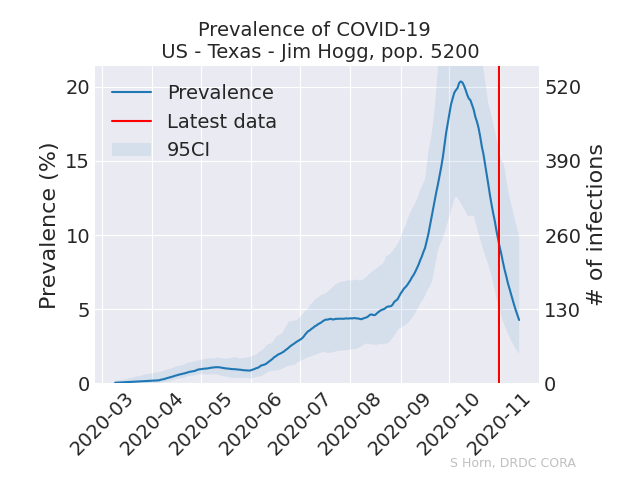 Prevalence of COVID-19
US - Texas - Jim Hogg, pop. 5200
Prevalence (%)
20
15
10
5
0
Prevalence
Latest data
95CI
520
390
260
130
0
# of infections
2020-03
2020-04
2020-05
2020-06
2020-07
2020-08
2020-09
2020-10
2020-11
S Horn, DRDC CORA